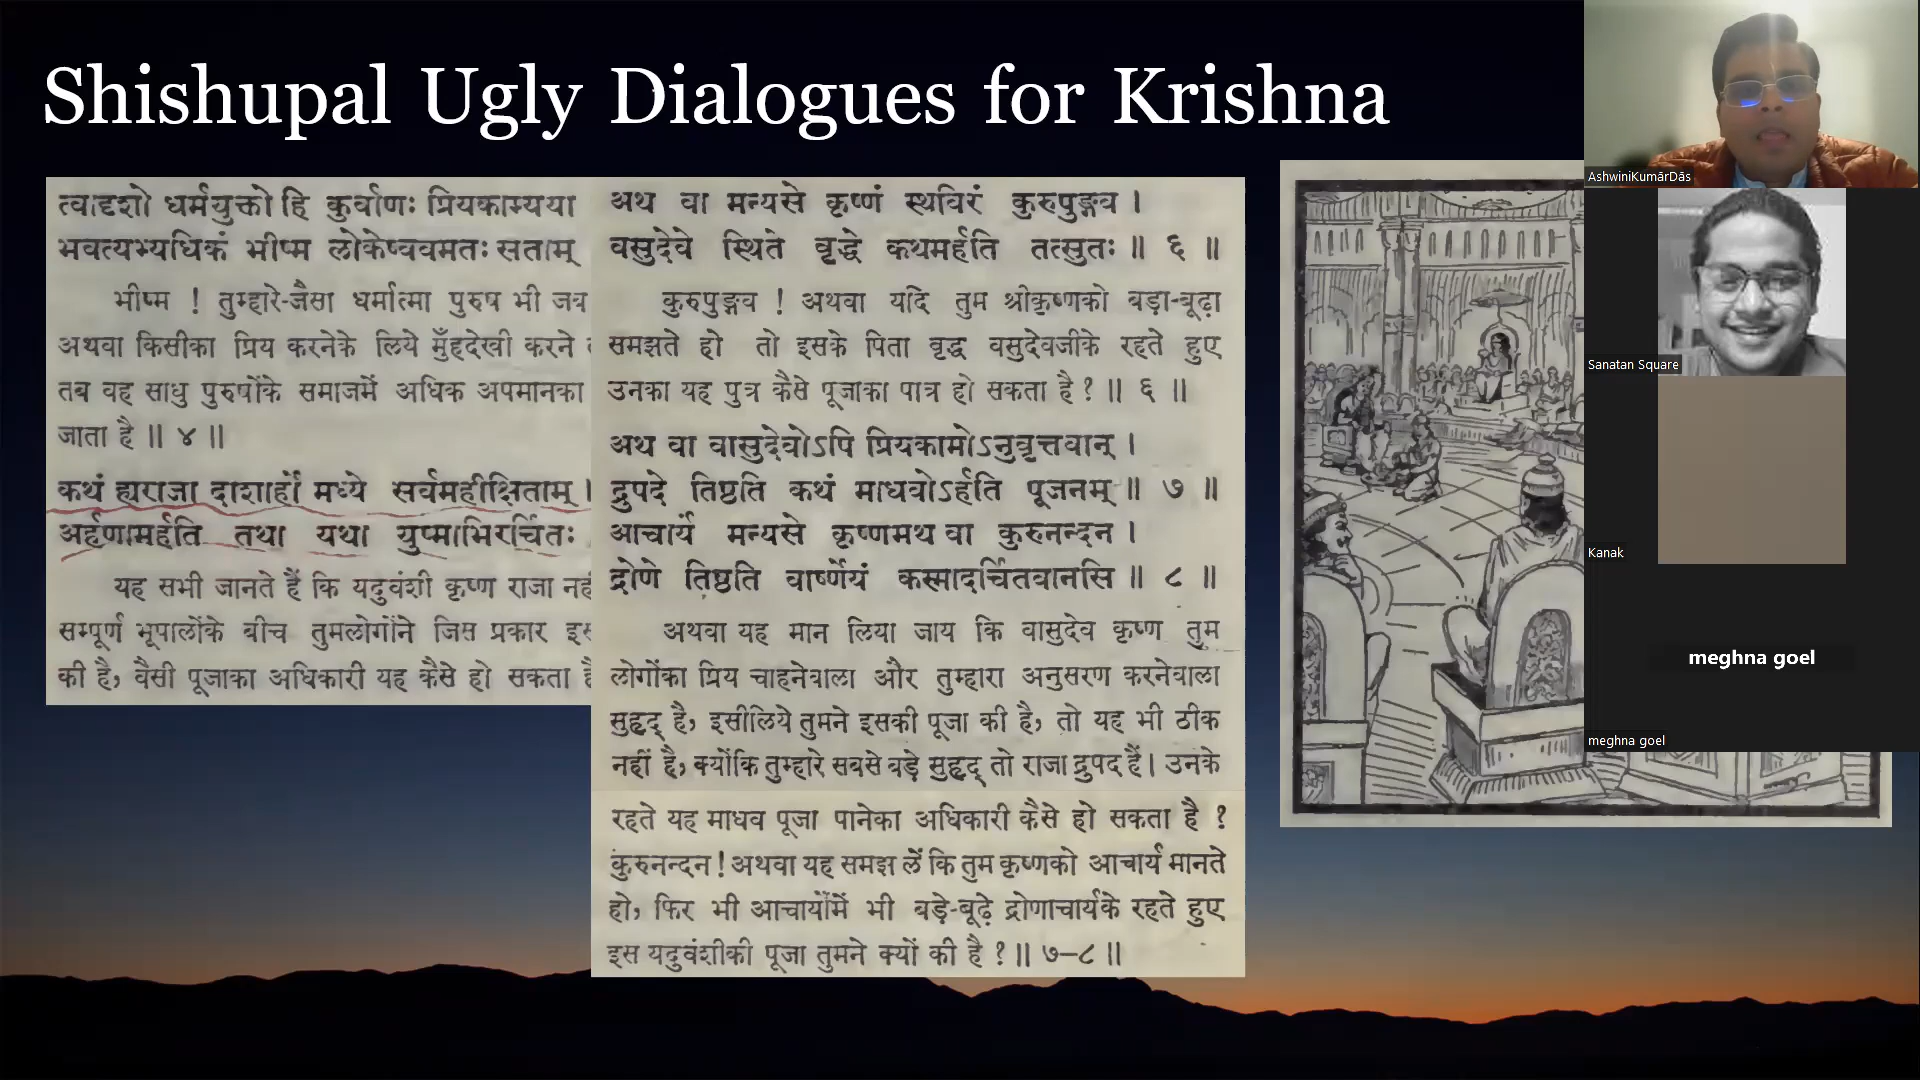 Shishupal Ugly Dialogues for Krishna
त्वादृशो धर्मयुक्तो हि कुर्वाणः प्रियकाम्यया
भवत्यभ्यधिकं भीष्म लोकेष्ववमतः सताम्
भीष्म ! तुम्हारे-जैसा धर्मात्मा पुरुष भी जब
अथवा किसीका प्रिय करनेके लिये मुँहदेखी करने
तब वह साधु पुरुषोंके समाजमें अधिक अपमानका
जाता है ॥ ४ ॥
कथं ह्यराजा दाशार्हो मध्ये सर्वमहीक्षिताम् ।
अर्हणामर्हति तथा यथा युष्माभिरर्चितः
यह सभी जानते हैं कि यदुवंशी कृष्ण राजा नहीं
सम्पूर्ण भूपालोंके बीच तुमलोगोंने जिस प्रकार इस
की है, वैसी पूजाका अधिकारी यह कैसे हो सकता है
अथ वा मन्यसे कृष्णं स्थविरं कुरुपुङ्गव ।
वसुदेवे स्थिते वृद्धे कथमर्हति तत्सुतः ॥ ६ ॥
कुरुपुङ्गव ! अथवा यदि तुम श्रीकृष्णको बड़ा-बूढ़ा
समझते हो तो इसके पिता वृद्ध वसुदेवजीके रहते हुए
उनका यह पुत्र कैसे पूजाका पात्र हो सकता है ? ॥ ६ ॥
अथ वा वासुदेवोऽपि प्रियकामोऽनुवृत्तवान् ।
द्रुपदे तिष्ठति कथं माधवोऽर्हति पूजनम् ॥ ७ ॥
आचार्यं मन्यसे कृष्णमथ वा कुरुनन्दन ।
द्रोणे तिष्ठति वार्ष्णेयं कस्मादर्चितवानसि ॥ ८ ॥
अथवा यह मान लिया जाय कि वासुदेव कृष्ण तुम
लोगोंका प्रिय चाहनेवाला और तुम्हारा अनुसरण करनेवाला
सुहृद् है, इसीलिये तुमने इसकी पूजा की है, तो यह भी ठीक
नहीं है, क्योंकि तुम्हारे सबसे बड़े सुहृद् तो राजा द्रुपद हैं। उनके
रहते यह माधव पूजा पानेका अधिकारी कैसे हो सकता है ?
कुरुनन्दन ! अथवा यह समझ लें कि तुम कृष्णको आचार्य मानते
हो, फिर भी आचार्योंमें भी बड़े-बूढ़े द्रोणाचार्यके रहते हुए
इस यदुवंशीकी पूजा तुमने क्यों की है ? ॥ ७–८ ॥
AshwiniKumārDās
Sanatan Square
Kanak
meghna goel
meghna goel